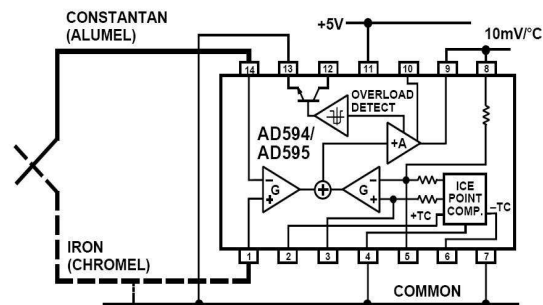 CONSTANTAN
(ALUMEL)
+5V
10mV/°C
14 13 12 11 10 9 8
OVERLOAD
DETECT
AD594/
AD595
+A
– G +
+
– G +
ICE
POINT
COMP.
+TC
–TC
IRON
(CHROMEL)
1 2 3 4 5 6 7
COMMON